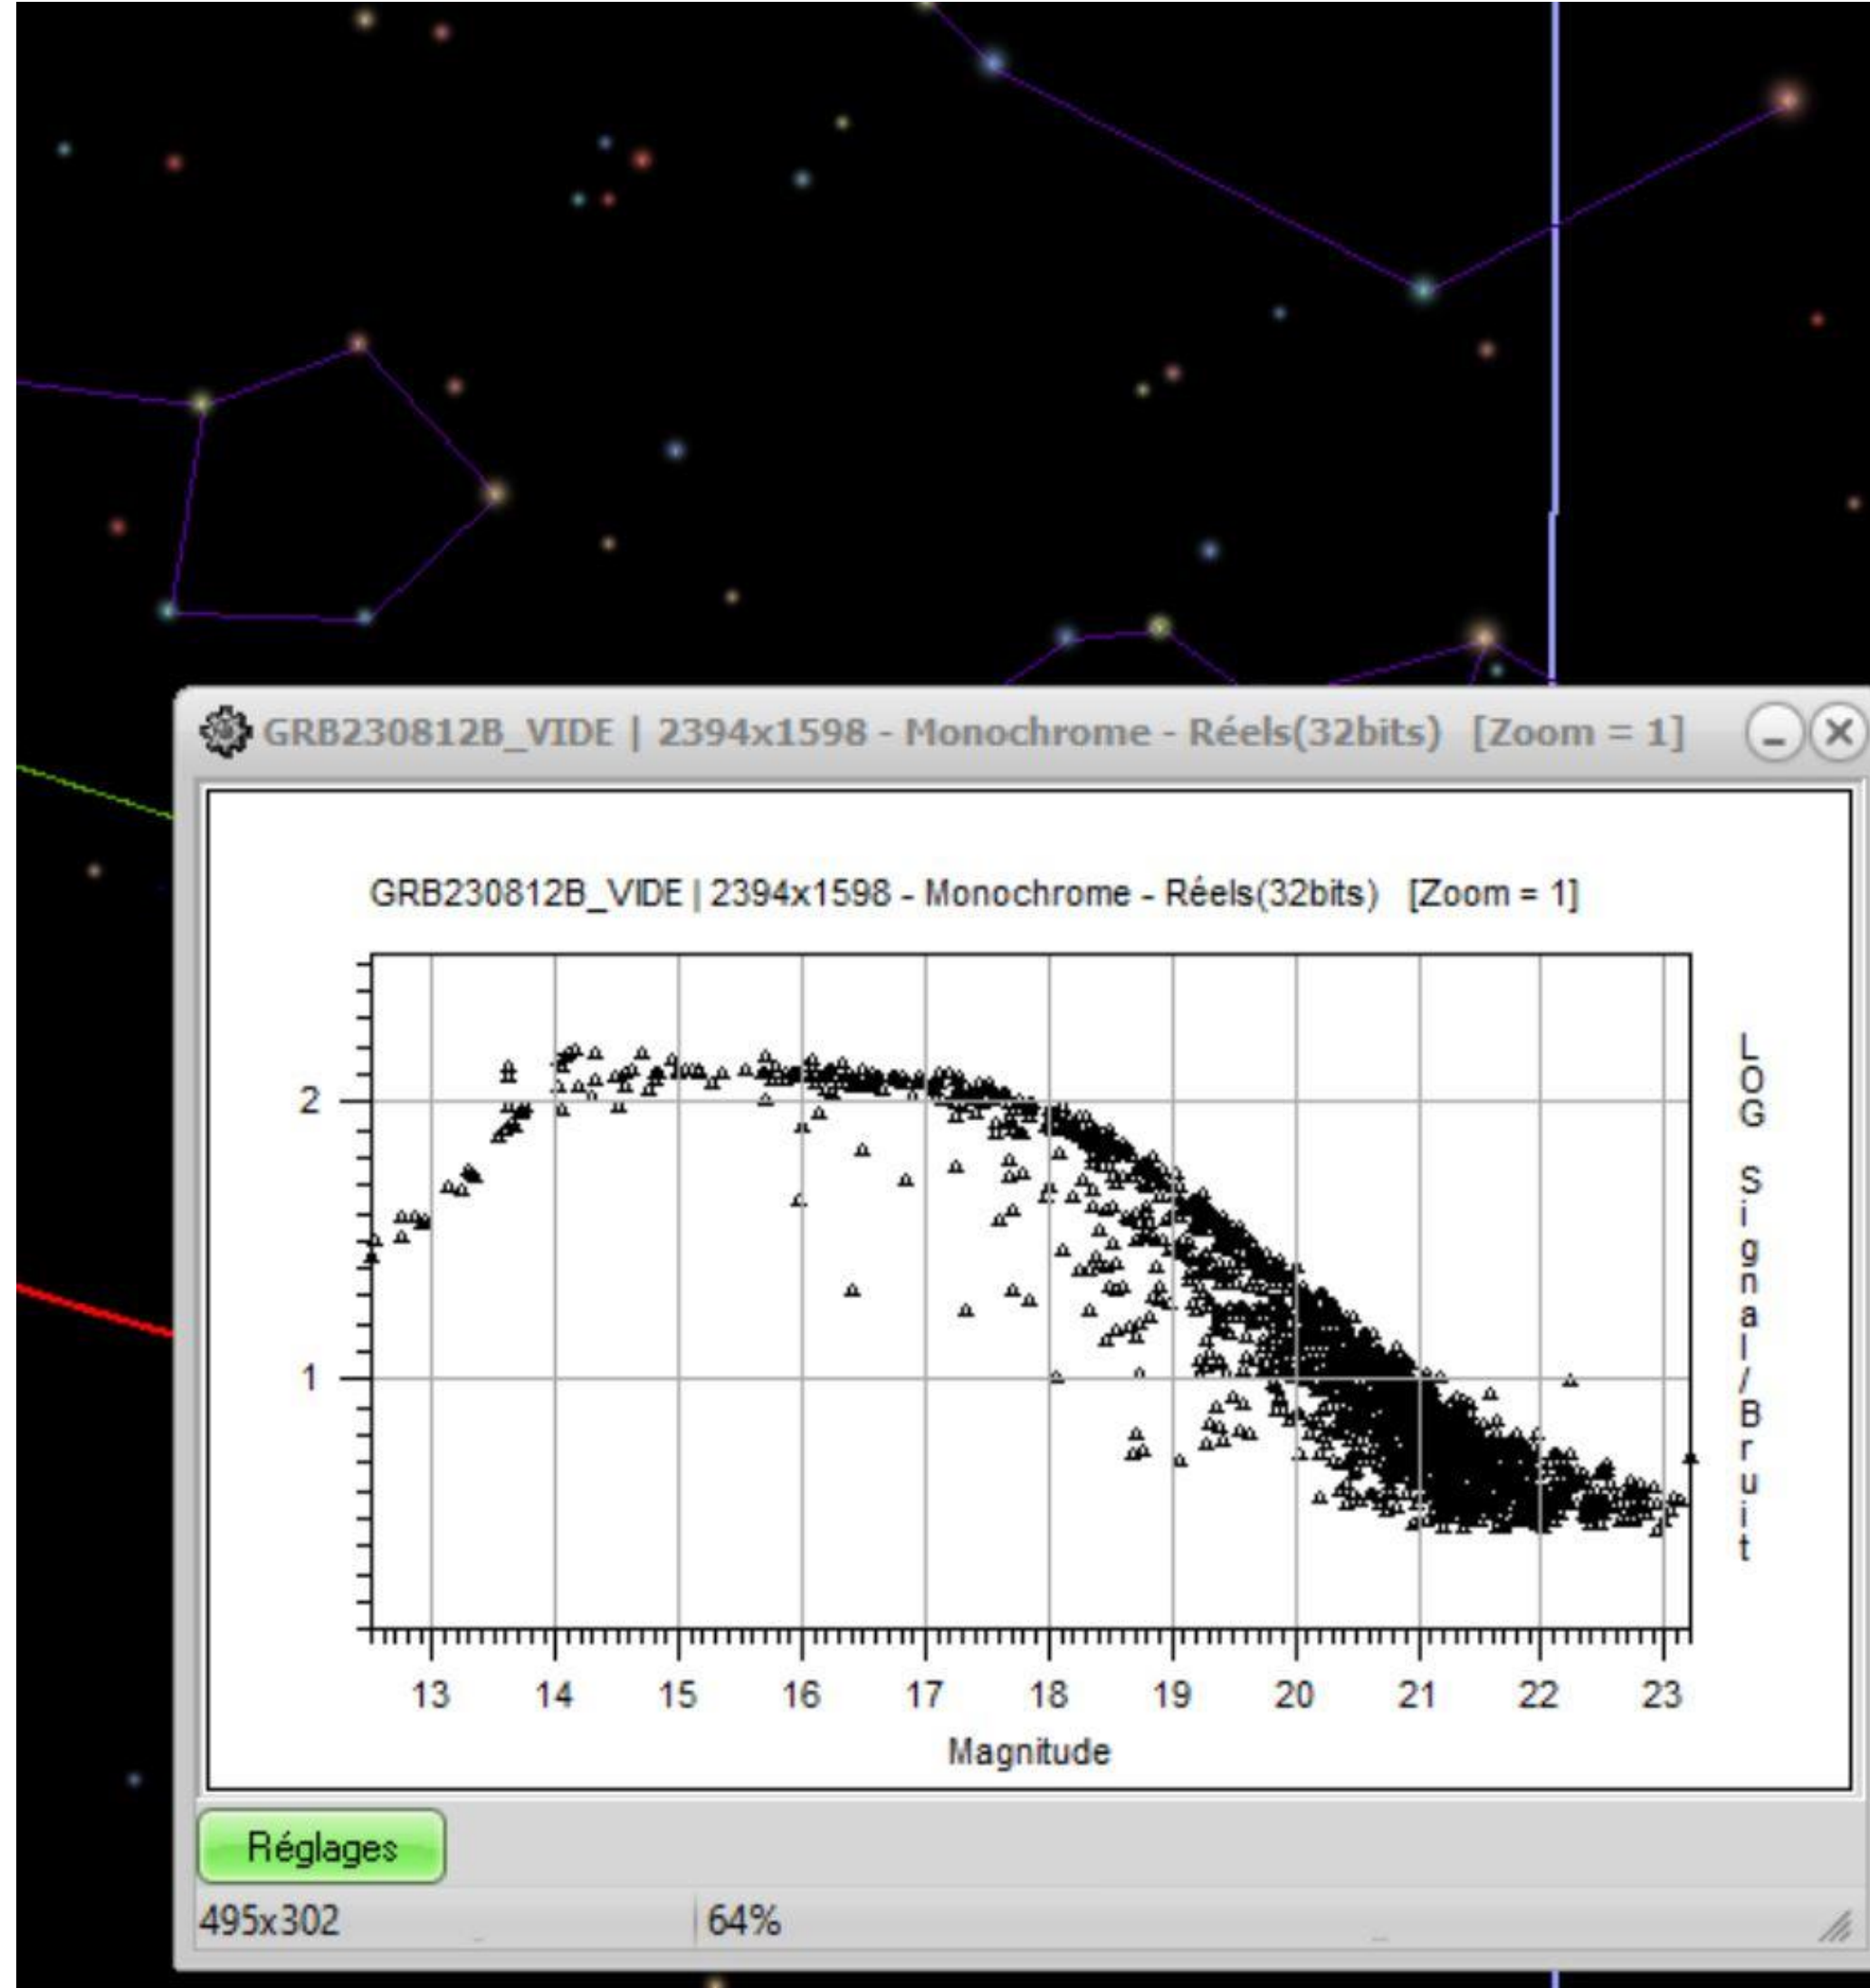 GRB230812B_VIDE | 2394x1598 - Monochrome - Réels(32bits) [Zoom = 1]
GRB230812B_VIDE | 2394x1598 - Monochrome - Réels(32bits) [Zoom = 1]
2
1
LOG Signal/Bruit
13 14 15 16 17 18 19 20 21 22 23
Magnitude
Réglages
495x302 64%